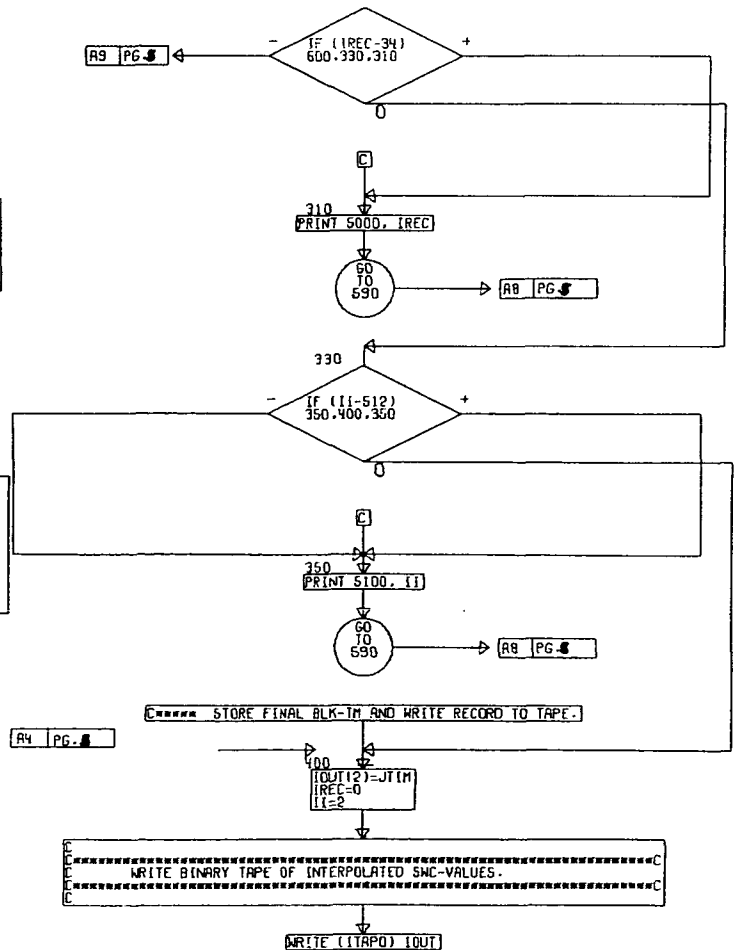 -
IF (IREC-34)
600,330,310
+
A9 PG.
0
C
310
PRINT 5000, IREC
GO
TO
590
A8 PG.
330
-
IF (II-512)
350,400,350
+
0
C
350
PRINT 5100, II
GO
TO
590
A8 PG.
C***** STORE FINAL BLK-TM AND WRITE RECORD TO TAPE.
A4 PG.
400
IOUT(2)=JTIM
IREC=0
II=2
C
C*****************************************************************************C
C WRITE BINARY TAPE OF INTERPOLATED SWC-VALUES.
C*****************************************************************************C
C
WRITE (ITAPO) IOUT